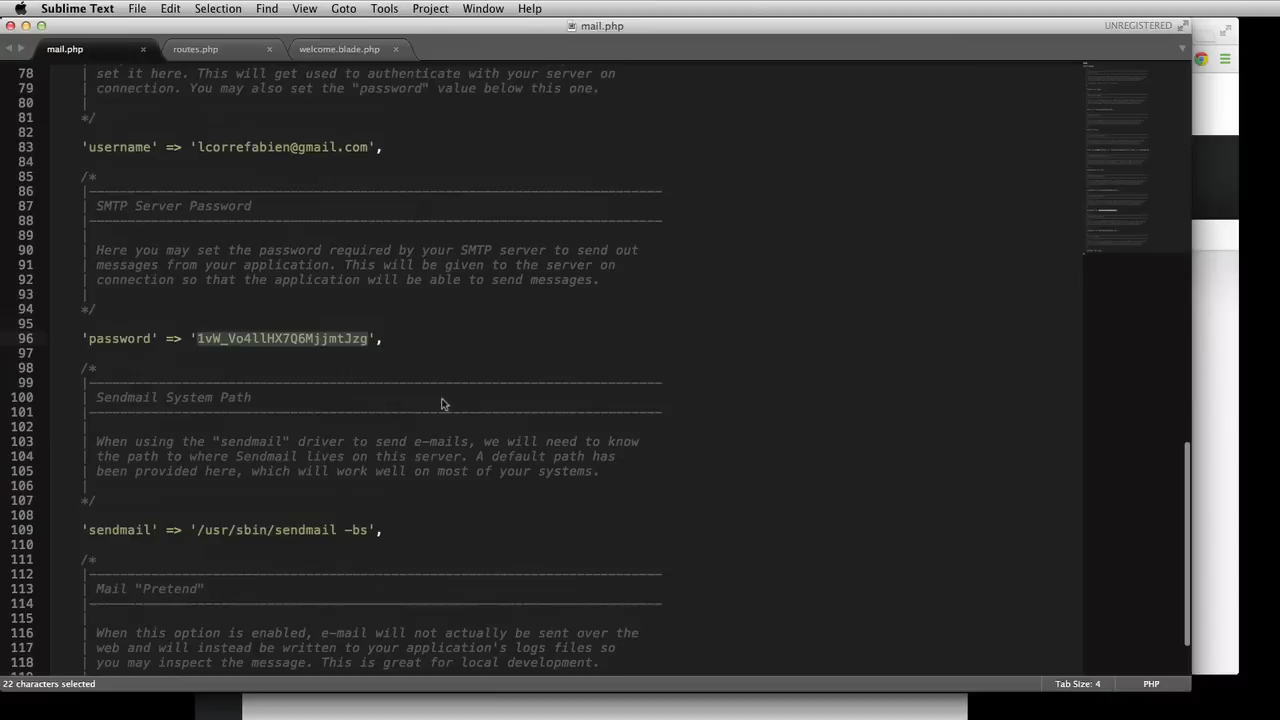 Sublime Text File Edit Selection Find View Goto Tools Project Window Help
mail.php UNREGISTERED
mail.php routes.php welcome.blade.php
78 | set it here. This will get used to authenticate with your server on
79 | connection. You may also set the "password" value below this one.
80 |
81 */
82
83 'username' => 'lcorrefabien@gmail.com',
84
85 /*
86 |--------------------------------------------------------------------------
87 | SMTP Server Password
88 |--------------------------------------------------------------------------
89 |
90 | Here you may set the password required by your SMTP server to send out
91 | messages from your application. This will be given to the server on
92 | connection so that the application will be able to send messages.
93 |
94 */
95
96 'password' => '1vW_Vo4llHX7Q6MjjmtJzg',
97
98 /*
99 |--------------------------------------------------------------------------
100 | Sendmail System Path
101 |--------------------------------------------------------------------------
102 |
103 | When using the "sendmail" driver to send e-mails, we will need to know
104 | the path to where Sendmail lives on this server. A default path has
105 | been provided here, which will work well on most of your systems.
106 |
107 */
108
109 'sendmail' => '/usr/sbin/sendmail -bs',
110
111 /*
112 |--------------------------------------------------------------------------
113 | Mail "Pretend"
114 |--------------------------------------------------------------------------
115 |
116 | When this option is enabled, e-mail will not actually be sent over the
117 | web and will instead be written to your application's logs files so
118 | you may inspect the message. This is great for local development.
22 characters selected Tab Size: 4 PHP